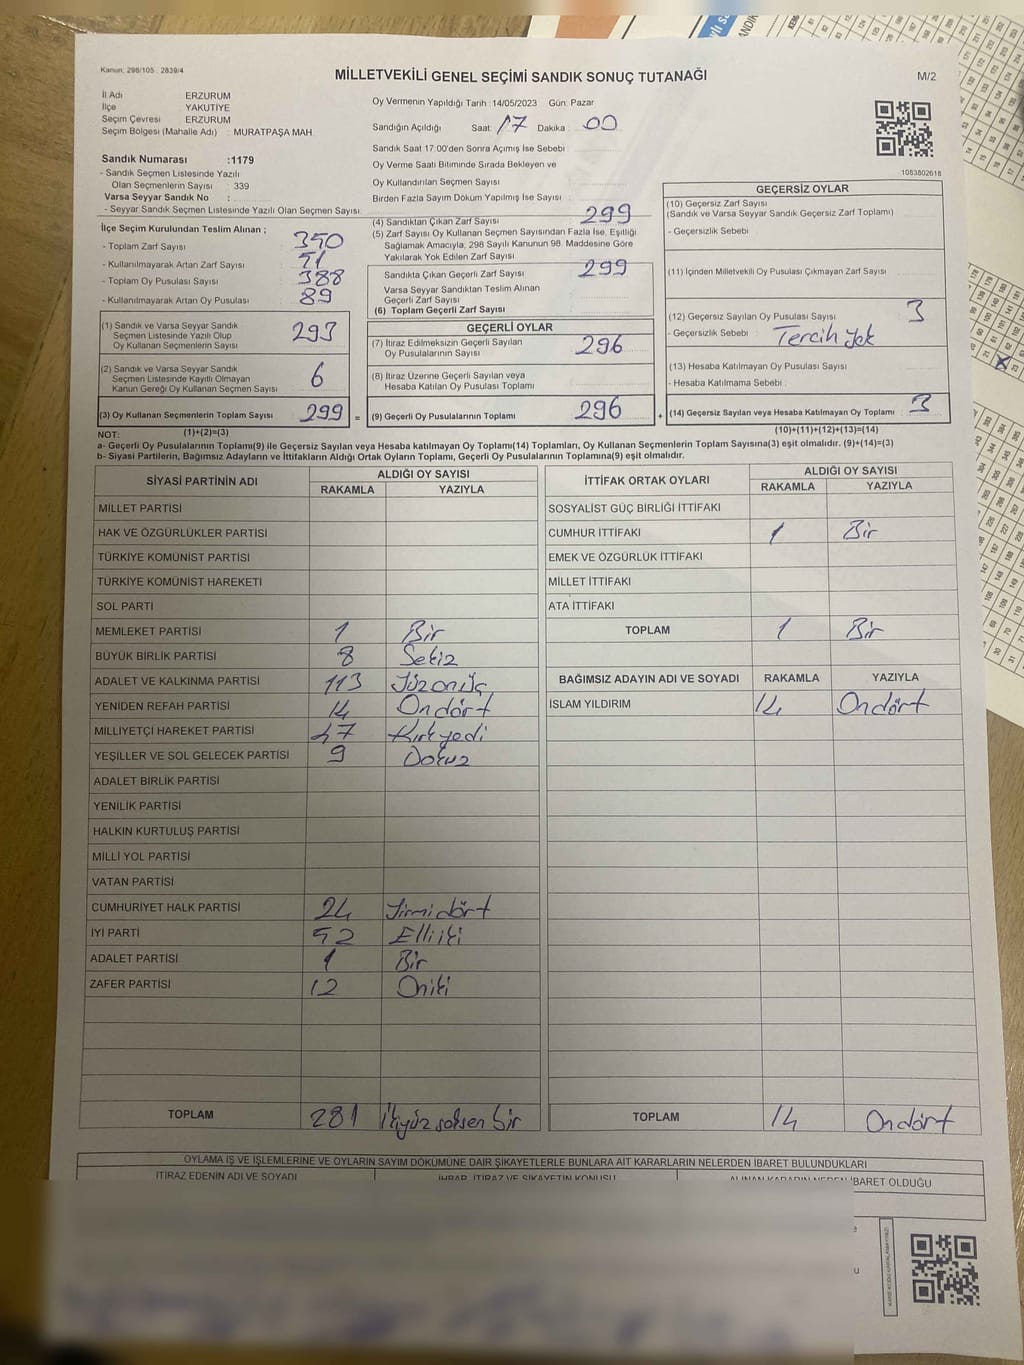 Kanun: 298/105 , 2839/4
MİLLETVEKİLİ GENEL SEÇİMİ SANDIK SONUÇ TUTANAĞI
M/2
İl Adı ERZURUM
İlçe YAKUTİYE
Seçim Çevresi ERZURUM
Seçim Bölgesi (Mahalle Adı) : MURATPAŞA MAH
Sandık Numarası :1179
- Sandık Seçmen Listesinde Yazılı
Olan Seçmenlerin Sayısı : 339
Varsa Seyyar Sandık No :
- Seyyar Sandık Seçmen Listesinde Yazılı Olan Seçmen Sayısı:
Oy Vermenin Yapıldığı Tarih : 14/05/2023 Gün: Pazar
Sandığın Açıldığı Saat 17 Dakika : 00
Sandık Saat 17:00'den Sonra Açılmış İse Sebebi :
Oy Verme Saati Bitiminde Sırada Bekleyen ve
Oy Kullandırılan Seçmen Sayısı
Birden Fazla Sayım Döküm Yapılmış İse Sayısı
1083802618
İlçe Seçim Kurulundan Teslim Alınan ;
- Toplam Zarf Sayısı : 350
- Kullanılmayarak Artan Zarf Sayısı : 51
- Toplam Oy Pusulası Sayısı : 388
- Kullanılmayarak Artan Oy Pusulası : 89
(1) Sandık ve Varsa Seyyar Sandık
Seçmen Listesinde Yazılı Olup
Oy Kullanan Seçmenlerin Sayısı 293
(2) Sandık ve Varsa Seyyar Sandık
Seçmen Listesinde Kayıtlı Olmayan
Kanun Gereği Oy Kullanan Seçmen Sayısı 6
(3) Oy Kullanan Seçmenlerin Toplam Sayısı 299 =
(4) Sandıktan Çıkan Zarf Sayısı 299
(5) Zarf Sayısı Oy Kullanan Seçmen Sayısından Fazla İse, Eşitliği
Sağlamak Amacıyla; 298 Sayılı Kanunun 98. Maddesine Göre
Yakılarak Yok Edilen Zarf Sayısı
Sandıkta Çıkan Geçerli Zarf Sayısı 299
Varsa Seyyar Sandıktan Teslim Alınan
Geçerli Zarf Sayısı
(6) Toplam Geçerli Zarf Sayısı
GEÇERLİ OYLAR
(7) İtiraz Edilmeksizin Geçerli Sayılan
Oy Pusulalarının Sayısı 296
(8) İtiraz Üzerine Geçerli Sayılan veya
Hesaba Katılan Oy Pusulası Toplamı
(9) Geçerli Oy Pusulalarının Toplamı 296 +
GEÇERSİZ OYLAR
(10) Geçersiz Zarf Sayısı
(Sandık ve Varsa Seyyar Sandık Geçersiz Zarf Toplamı)
- Geçersizlik Sebebi :
(11) İçinden Milletvekili Oy Pusulası Çıkmayan Zarf Sayısı
(12) Geçersiz Sayılan Oy Pusulası Sayısı : 3
- Geçersizlik Sebebi : Tercih yok
(13) Hesaba Katılmayan Oy Pusulası Sayısı
- Hesaba Katılmama Sebebi :
(14) Geçersiz Sayılan veya Hesaba Katılmayan Oy Toplamı : 3
NOT: (1)+(2)=(3)
(10)+(11)+(12)+(13)=(14)
a- Geçerli Oy Pusulalarının Toplamı(9) ile Geçersiz Sayılan veya Hesaba katılmayan Oy Toplamı(14) Toplamları, Oy Kullanan Seçmenlerin Toplam Sayısına(3) eşit olmalıdır. (9)+(14)=(3)
b- Siyasi Partilerin, Bağımsız Adayların ve İttifakların Aldığı Ortak Oyların Toplamı, Geçerli Oy Pusulalarının Toplamına(9) eşit olmalıdır.
SİYASİ PARTİNİN ADI ALDIĞI OY SAYISI
RAKAMLA YAZIYLA
MİLLET PARTİSİ
HAK VE ÖZGÜRLÜKLER PARTİSİ
TÜRKİYE KOMÜNİST PARTİSİ
TÜRKİYE KOMÜNİST HAREKETİ
SOL PARTİ
MEMLEKET PARTİSİ 1 Bir
BÜYÜK BİRLİK PARTİSİ 8 Sekiz
ADALET VE KALKINMA PARTİSİ 113 Yüzonüç
YENİDEN REFAH PARTİSİ 14 Ondört
MİLLİYETÇİ HAREKET PARTİSİ 47 Kırkyedi
YEŞİLLER VE SOL GELECEK PARTİSİ 9 Dokuz
ADALET BİRLİK PARTİSİ
YENİLİK PARTİSİ
HALKIN KURTULUŞ PARTİSİ
MİLLİ YOL PARTİSİ
VATAN PARTİSİ
CUMHURİYET HALK PARTİSİ 24 Yirmidört
İYİ PARTİ 52 Elliiki
ADALET PARTİSİ 1 Bir
ZAFER PARTİSİ 12 Oniki
TOPLAM 281 İkiyüz seksen bir
İTTİFAK ORTAK OYLARI ALDIĞI OY SAYISI
RAKAMLA YAZIYLA
SOSYALİST GÜÇ BİRLİĞİ İTTİFAKI
CUMHUR İTTİFAKI 1 Bir
EMEK VE ÖZGÜRLÜK İTTİFAKI
MİLLET İTTİFAKI
ATA İTTİFAKI
TOPLAM 1 Bir
BAĞIMSIZ ADAYIN ADI VE SOYADI RAKAMLA YAZIYLA
İSLAM YILDIRIM 14 Ondört
TOPLAM 14 Ondört
OYLAMA İŞ VE İŞLEMLERİNE VE OYLARIN SAYIM DÖKÜMÜNE DAİR ŞİKAYETLERLE BUNLARA AİT KARARLARIN NELERDEN İBARET BULUNDUKLARI
İTİRAZ EDENİN ADI VE SOYADI İHBAR, İTİRAZ VE ŞİKAYETİN KONUSU ALINAN KARARIN NEDEN İBARET OLDUĞU